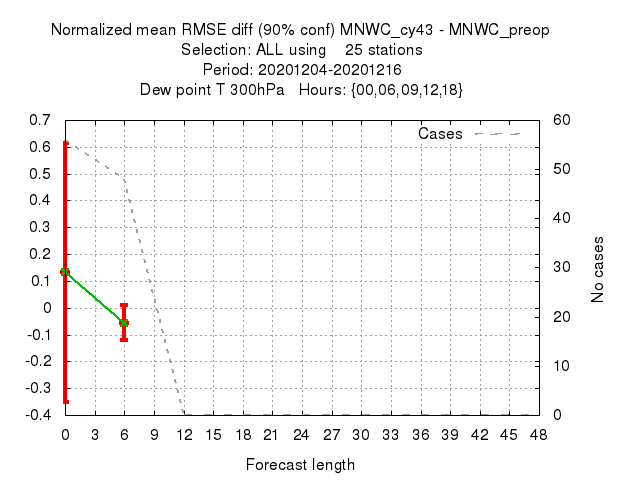 Normalized mean RMSE diff (90% conf) MNWC_cy43 - MNWC_preop
Selection: ALL using 25 stations
Period: 20201204-20201216
Dew point T 300hPa Hours: {00,06,09,12,18}
Cases
0.7
0.6
0.5
0.4
0.3
0.2
0.1
0
-0.1
-0.2
-0.3
-0.4
60
50
40
30
20
10
0
No cases
0 3 6 9 12 15 18 21 24 27 30 33 36 39 42 45 48
Forecast length